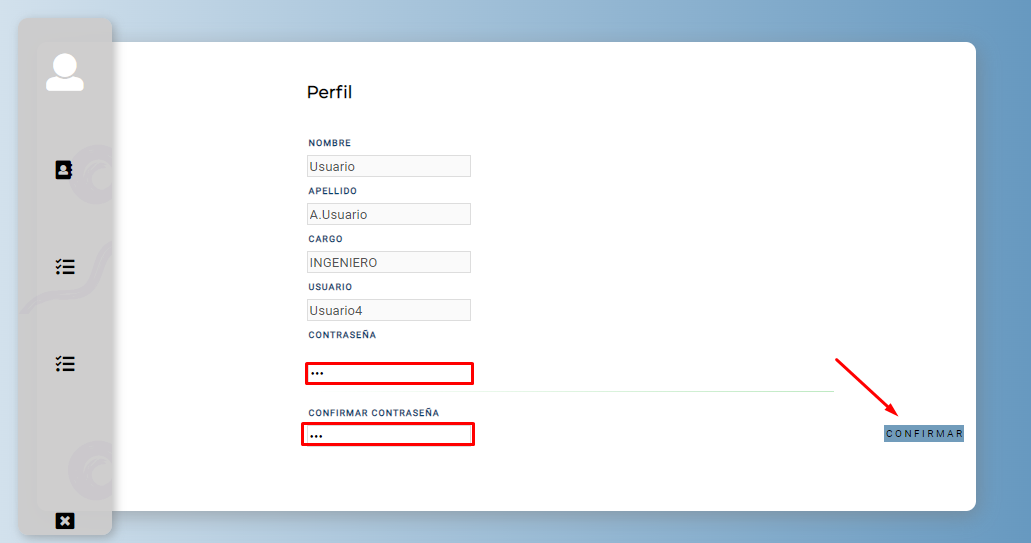 Perfil
NOMBRE
Usuario
APELLIDO
A.Usuario
CARGO
INGENIERO
USUARIO
Usuario4
CONTRASEÑA
•••
CONFIRMAR CONTRASEÑA
•••
CONFIRMAR